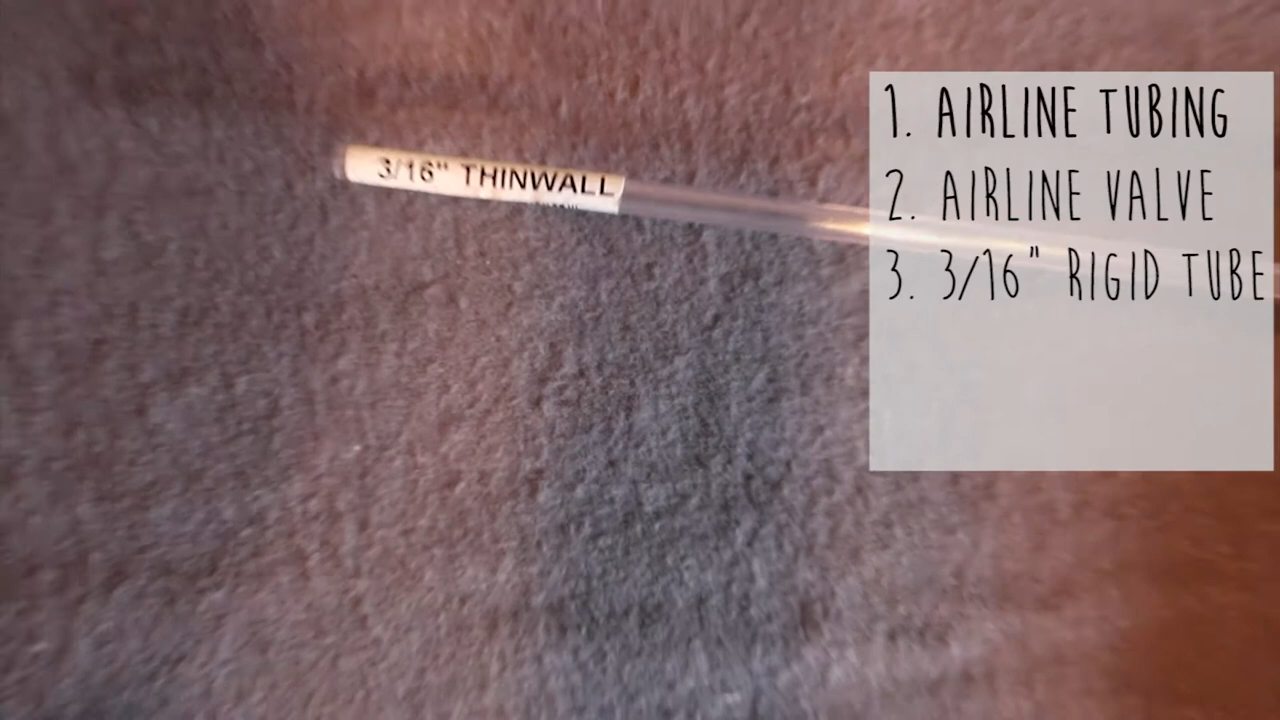 3/16" THINWALL
1. AIRLINE TUBING
2. AIRLINE VALVE
3. 3/16" RIGID TUBE